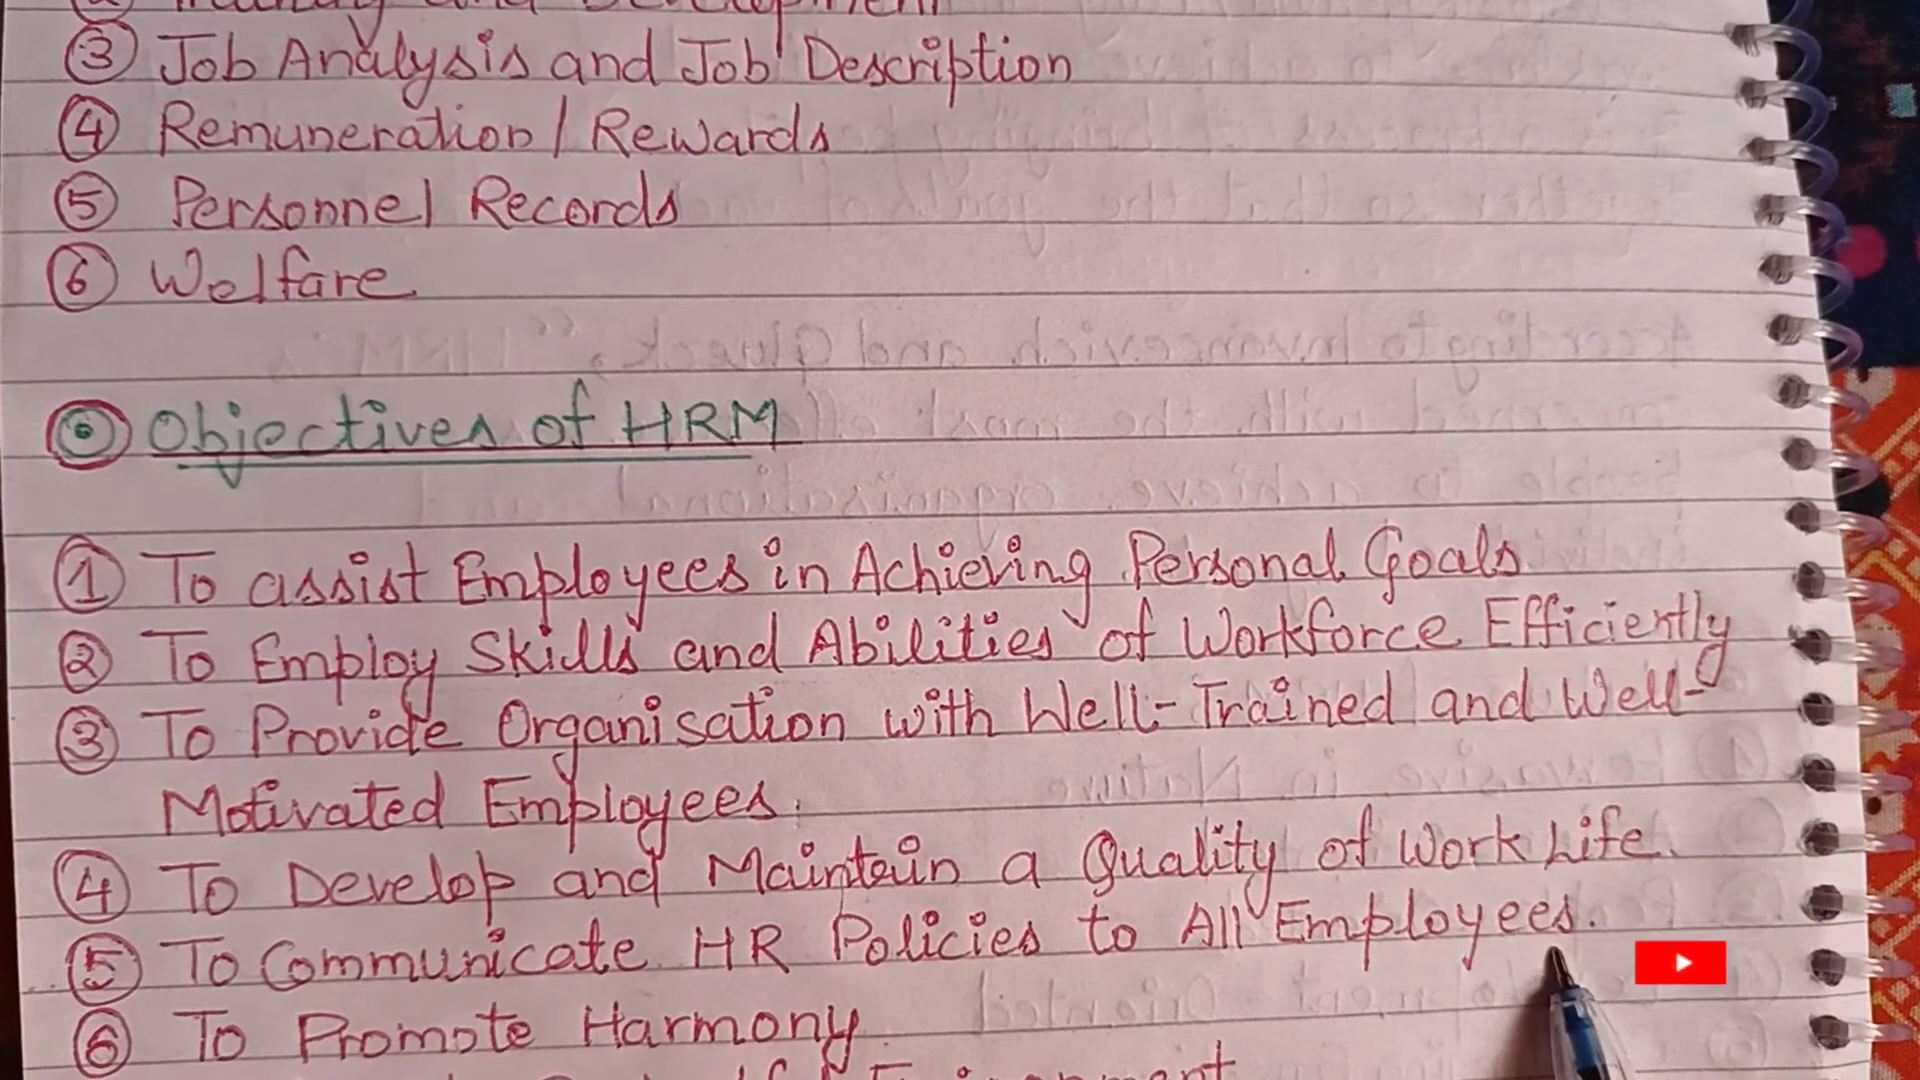 Training and Development
③ Job Analysis and Job Description
④ Remuneration / Rewards
⑤ Personnel Records
⑥ Welfare
Objectives of HRM
① To assist Employees in Achieving Personal Goals
② To Employ Skills and Abilities of Workforce Efficiently
③ To Provide Organisation with Well-Trained and Well-
Motivated Employees.
④ To Develop and Maintain a Quality of Work Life.
⑤ To Communicate HR Policies to All Employees.
⑥ To Promote Harmony